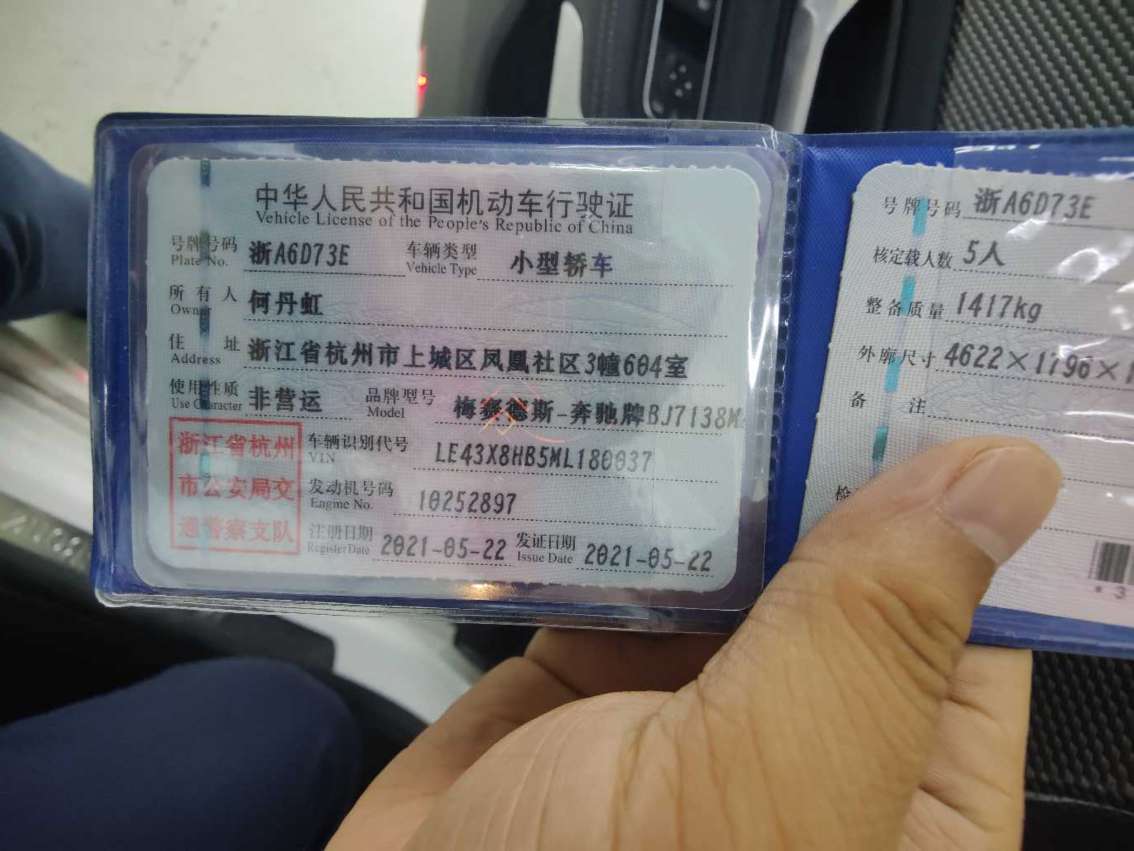 中华人民共和国机动车行驶证
Vehicle License of the People's Republic of China
号牌号码 浙A6D73E 车辆类型 小型轿车
Plate No. Vehicle Type
所有人 何丹虹
Owner
住址 浙江省杭州市上城区凤凰社区3幢604室
Address
使用性质 非营运 品牌型号 梅赛德斯-奔驰牌BJ7138M
Use Character Model
浙江省杭州
市公安局交
通警察支队
车辆识别代号 LE43X8HB5ML180037
VIN
发动机号码 10252897
Engine No.
注册日期 2021-05-22 发证日期 2021-05-22
Register Date Issue Date
号牌号码 浙A6D73E
核定载人数 5人
整备质量 1417kg
外廓尺寸 4622×1796×1
备注
检
*3